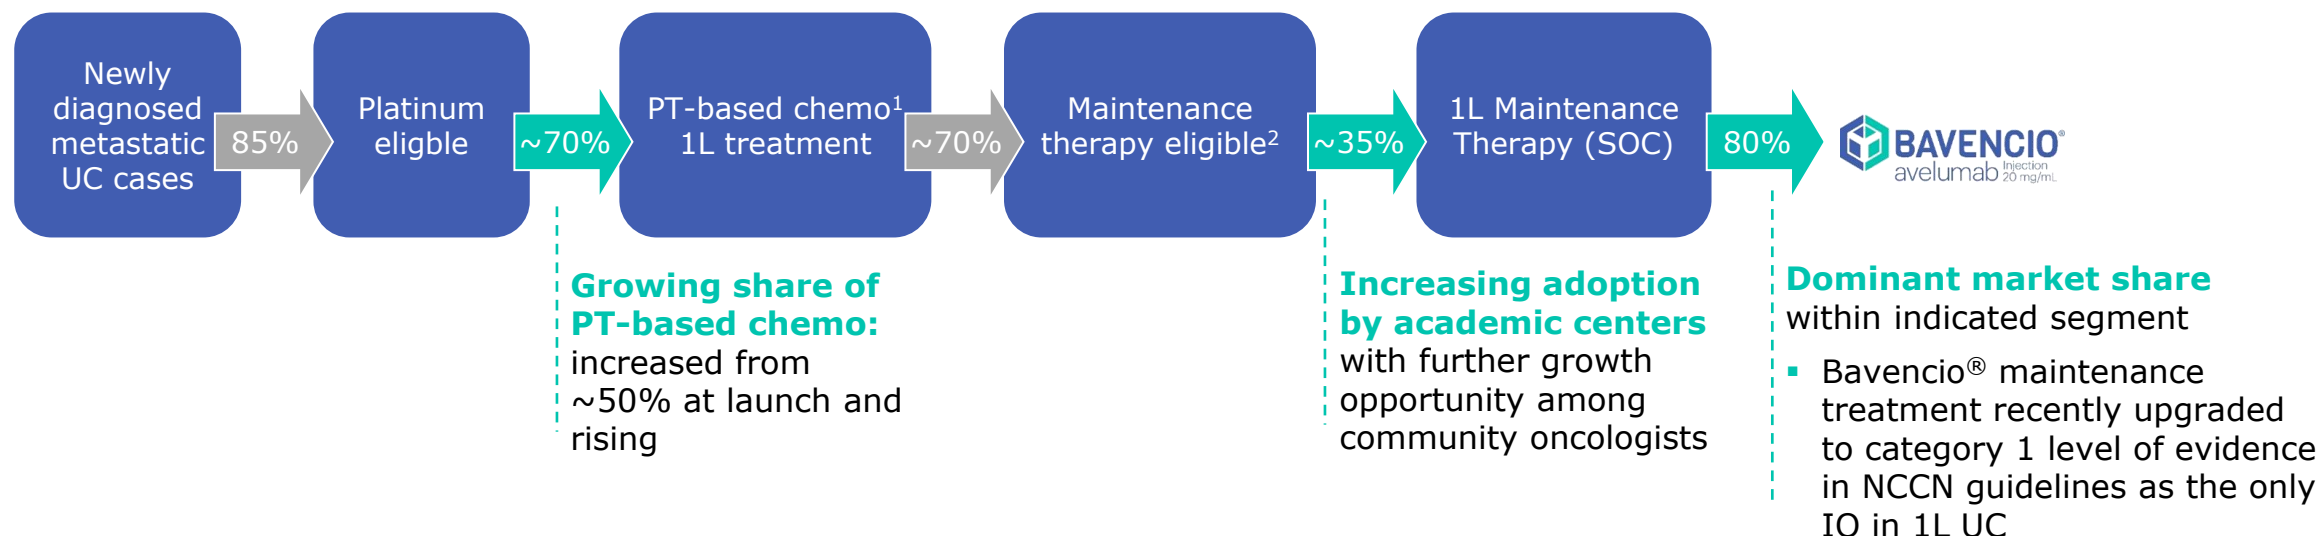 Newly
diagnosed
metastatic
UC cases
85%
Platinum
eligble
~70%
PT-based chemo¹
1L treatment
~70%
Maintenance
therapy eligible²
~35%
1L Maintenance
Therapy (SOC)
80%
BAVENCIO®
avelumab Injection
20 mg/mL
Growing share of
PT-based chemo:
increased from
~50% at launch and
rising
Increasing adoption
by academic centers
with further growth
opportunity among
community oncologists
Dominant market share
within indicated segment
▪ Bavencio® maintenance
treatment recently upgraded
to category 1 level of evidence
in NCCN guidelines as the only
IO in 1L UC